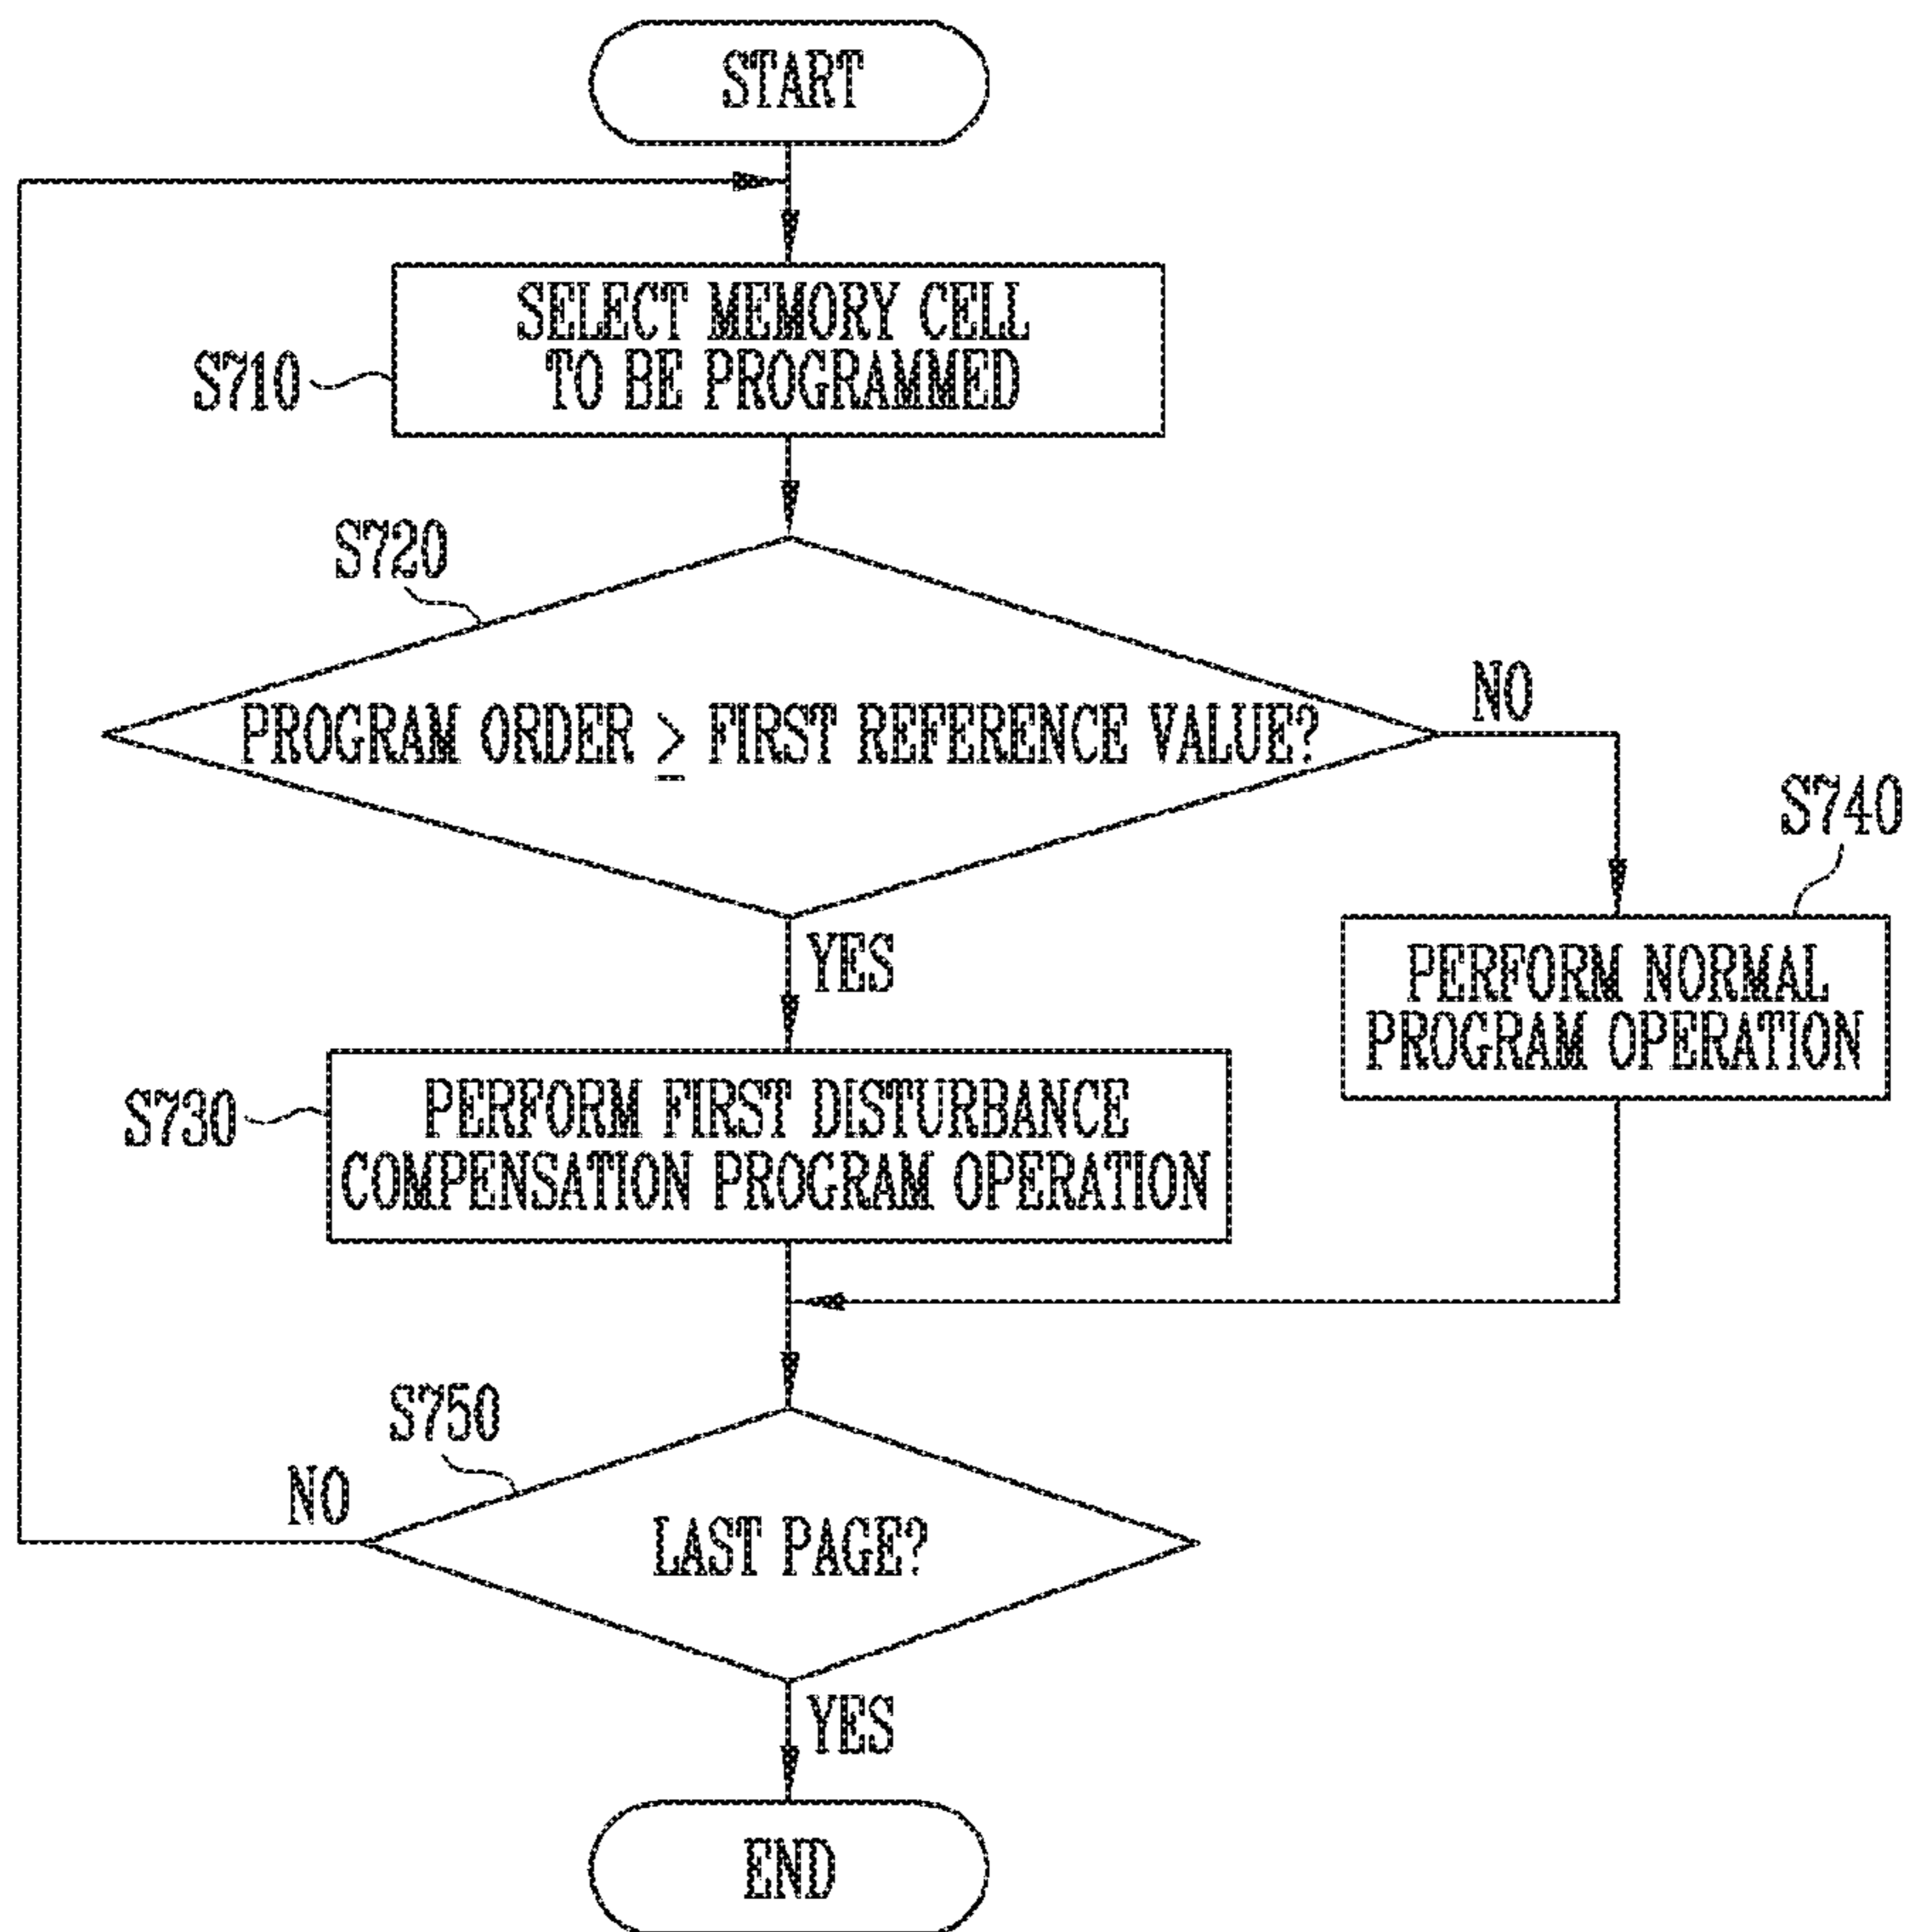 START
SELECT MEMORY CELL
TO BE PROGRAMMED
S710
S720
PROGRAM ORDER ≥ FIRST REFERENCE VALUE?
NO
S740
YES
PERFORM NORMAL
PROGRAM OPERATION
S730
PERFORM FIRST DISTURBANCE
COMPENSATION PROGRAM OPERATION
S750
NO
LAST PAGE?
YES
END